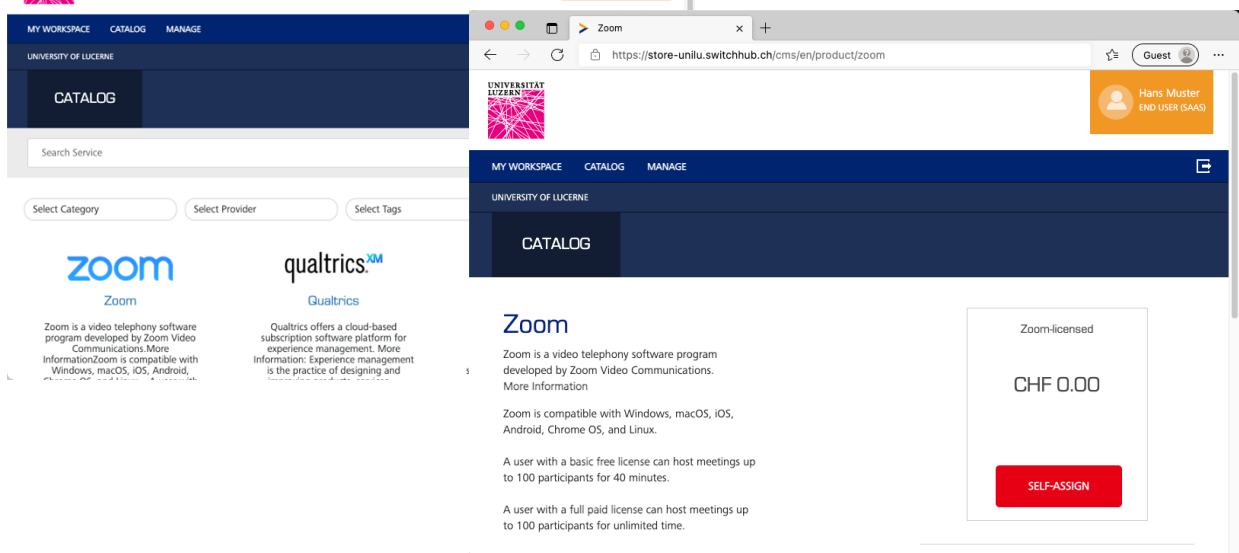 MY WORKSPACE CATALOG MANAGE
UNIVERSITY OF LUCERNE
CATALOG
Search Service
Select Category
Select Provider
Select Tags
zoom
Zoom
Zoom is a video telephony software
program developed by Zoom Video
Communications.More
InformationZoom is compatible with
Windows, macOS, iOS, Android,
qualtrics.XM
Qualtrics
Qualtrics offers a cloud-based
subscription software platform for
experience management. More
Information: Experience management
is the practice of designing and
Zoom
https://store-unilu.switchhub.ch/cms/en/product/zoom
Guest
UNIVERSITÄT
LUZERN
Hans Muster
END USER (SAAS)
MY WORKSPACE CATALOG MANAGE
UNIVERSITY OF LUCERNE
CATALOG
Zoom
Zoom is a video telephony software program
developed by Zoom Video Communications.
More Information
Zoom is compatible with Windows, macOS, iOS,
Android, Chrome OS, and Linux.
A user with a basic free license can host meetings up
to 100 participants for 40 minutes.
A user with a full paid license can host meetings up
to 100 participants for unlimited time.
Zoom-licensed
CHF 0.00
SELF-ASSIGN